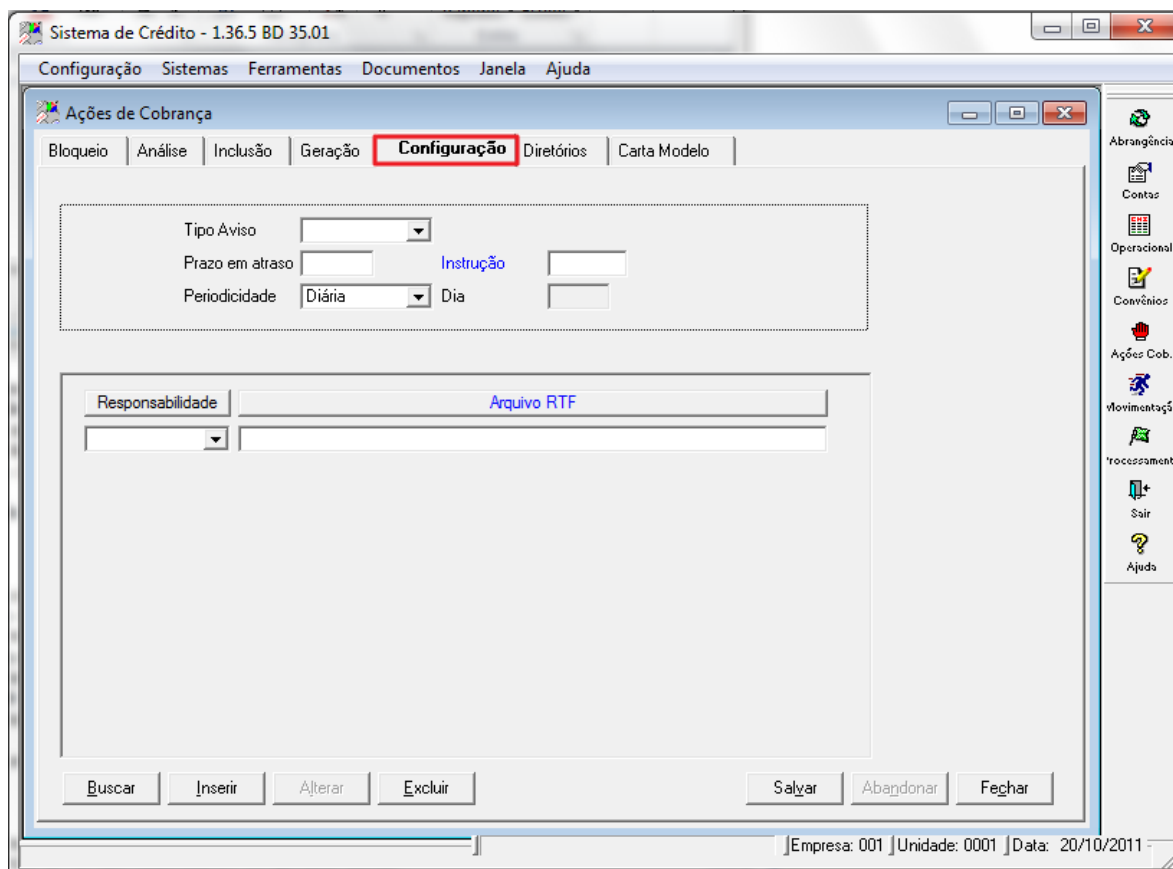 Sistema de Crédito - 1.36.5 BD 35.01
Configuração Sistemas Ferramentas Documentos Janela Ajuda
Ações de Cobrança
Bloqueio Análise Inclusão Geração Configuração Diretórios Carta Modelo
Tipo Aviso
Prazo em atraso Instrução
Periodicidade Diária Dia
Responsabilidade Arquivo RTF
Buscar Inserir Alterar Excluir Salvar Abandonar Fechar
Abrangência
Contas
Operacional
Convênios
Ações Cob.
Movimentaçã
rocessament
Sair
Ajuda
Empresa: 001 Unidade: 0001 Data: 20/10/2011